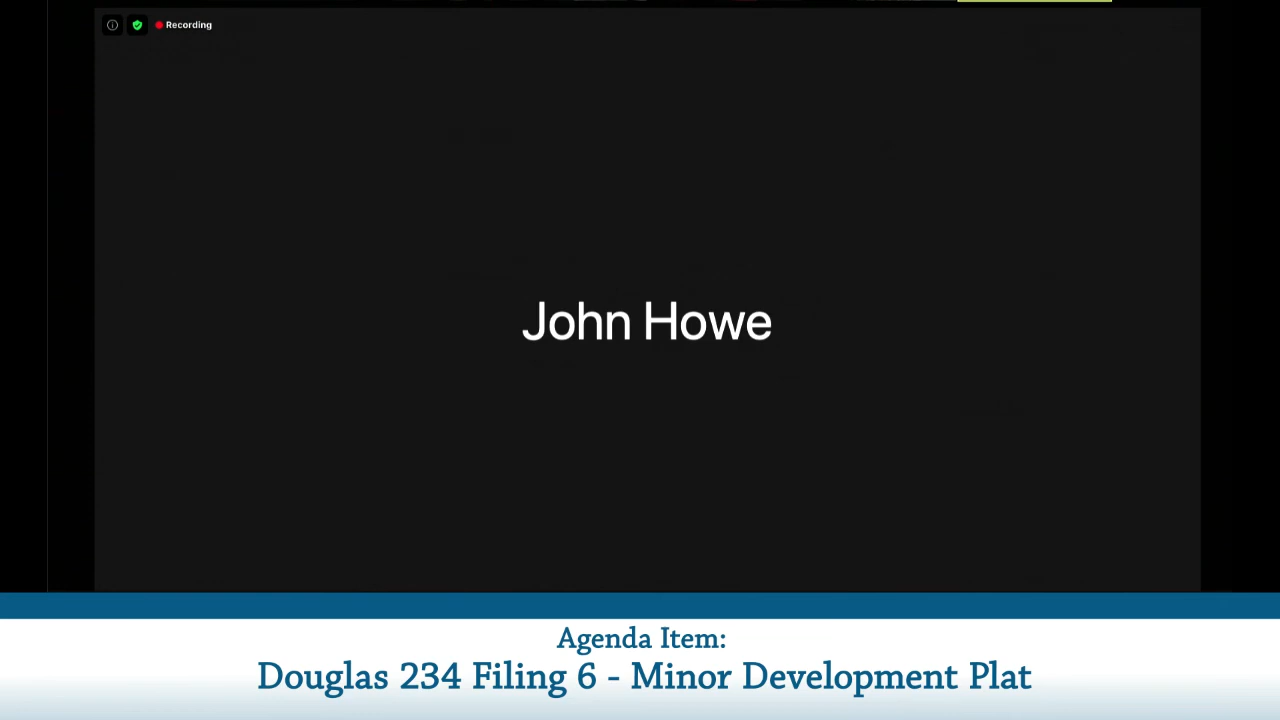 Recording
John Howe
Agenda Item:
Douglas 234 Filing 6 - Minor Development Plat